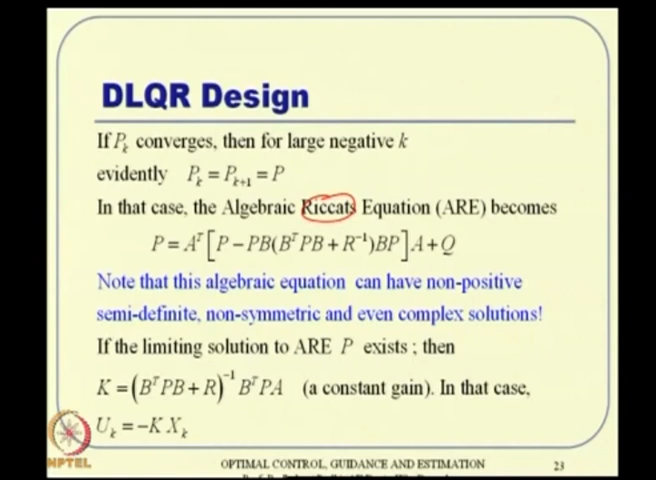 DLQR Design
If P_k converges, then for large negative k
evidently P_k = P_{k+1} = P
In that case, the Algebraic Riccats Equation (ARE) becomes
P = A^T [P − PB(B^T PB + R^{-1})BP] A + Q
Note that this algebraic equation can have non-positive
semi-definite, non-symmetric and even complex solutions!
If the limiting solution to ARE P exists ; then
K = (B^T PB + R)^{-1} B^T PA (a constant gain). In that case,
U_k = −K X_k
NPTEL
OPTIMAL CONTROL, GUIDANCE AND ESTIMATION
23